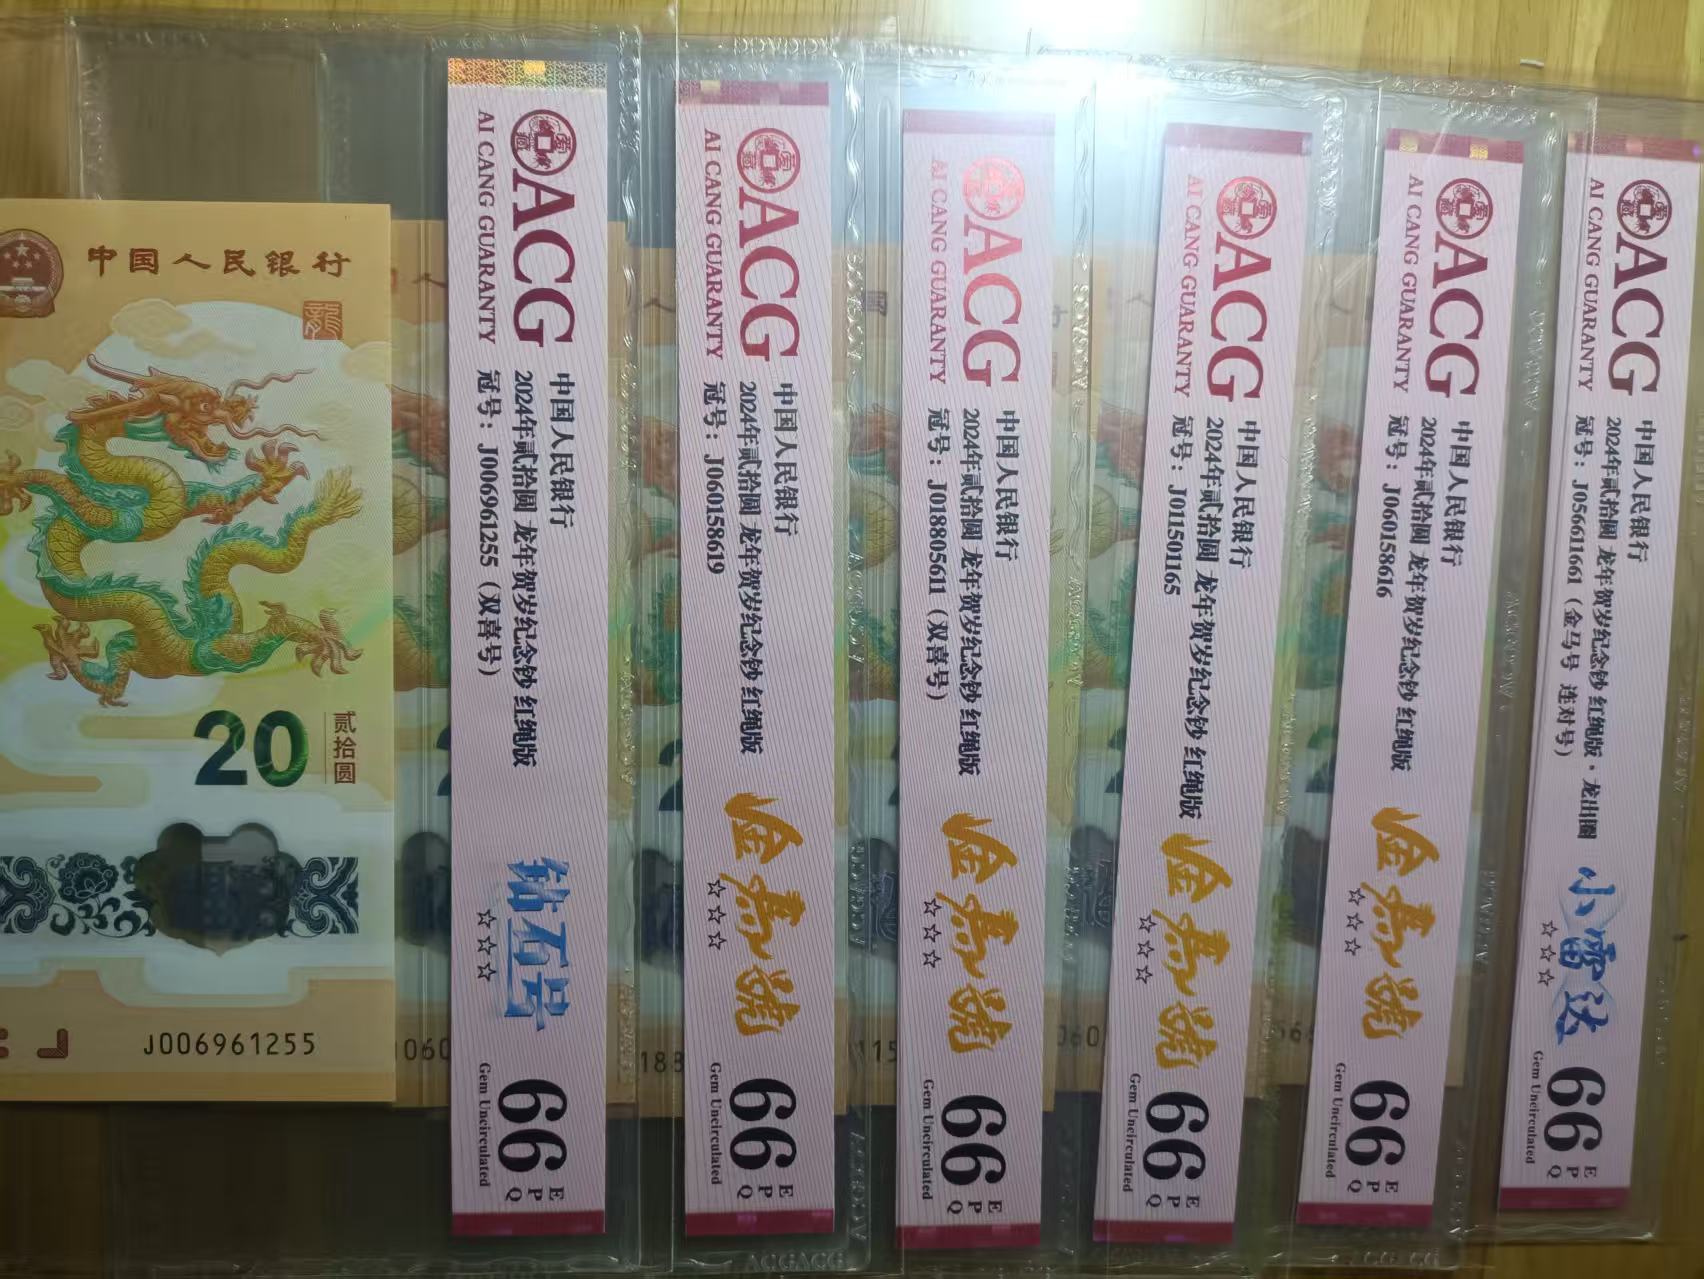 中国人民银行
龍
20
贰拾圆
J006961255
ACG
AI CANG GUARANTY
中国人民银行
2024年贰拾圆 龙年贺岁纪念钞 红绳版
冠号：J006961255（双喜号）
钻石号
☆☆☆☆
66
EPQ
Gem Uncirculated
ACG
AI CANG GUARANTY
中国人民银行
2024年贰拾圆 龙年贺岁纪念钞 红绳版
冠号：J060158619
金马號
☆☆☆
66
EPQ
Gem Uncirculated
ACG
AI CANG GUARANTY
中国人民银行
2024年贰拾圆 龙年贺岁纪念钞 红绳版
冠号：J018805611（双喜号）
金马號
☆☆☆
66
EPQ
Gem Uncirculated
ACG
AI CANG GUARANTY
中国人民银行
2024年贰拾圆 龙年贺岁纪念钞 红绳版
冠号：J011501165
金马號
☆☆☆
66
EPQ
Gem Uncirculated
ACG
AI CANG GUARANTY
中国人民银行
2024年贰拾圆 龙年贺岁纪念钞 红绳版
冠号：J060158616
金马號
☆☆☆
66
EPQ
Gem Uncirculated
ACG
AI CANG GUARANTY
中国人民银行
2024年贰拾圆 龙年贺岁纪念钞 红绳版·龙出圈
冠号：J056611661（金马号 连对号）
小雷达
☆☆☆
66
EPQ
Gem Uncirculated